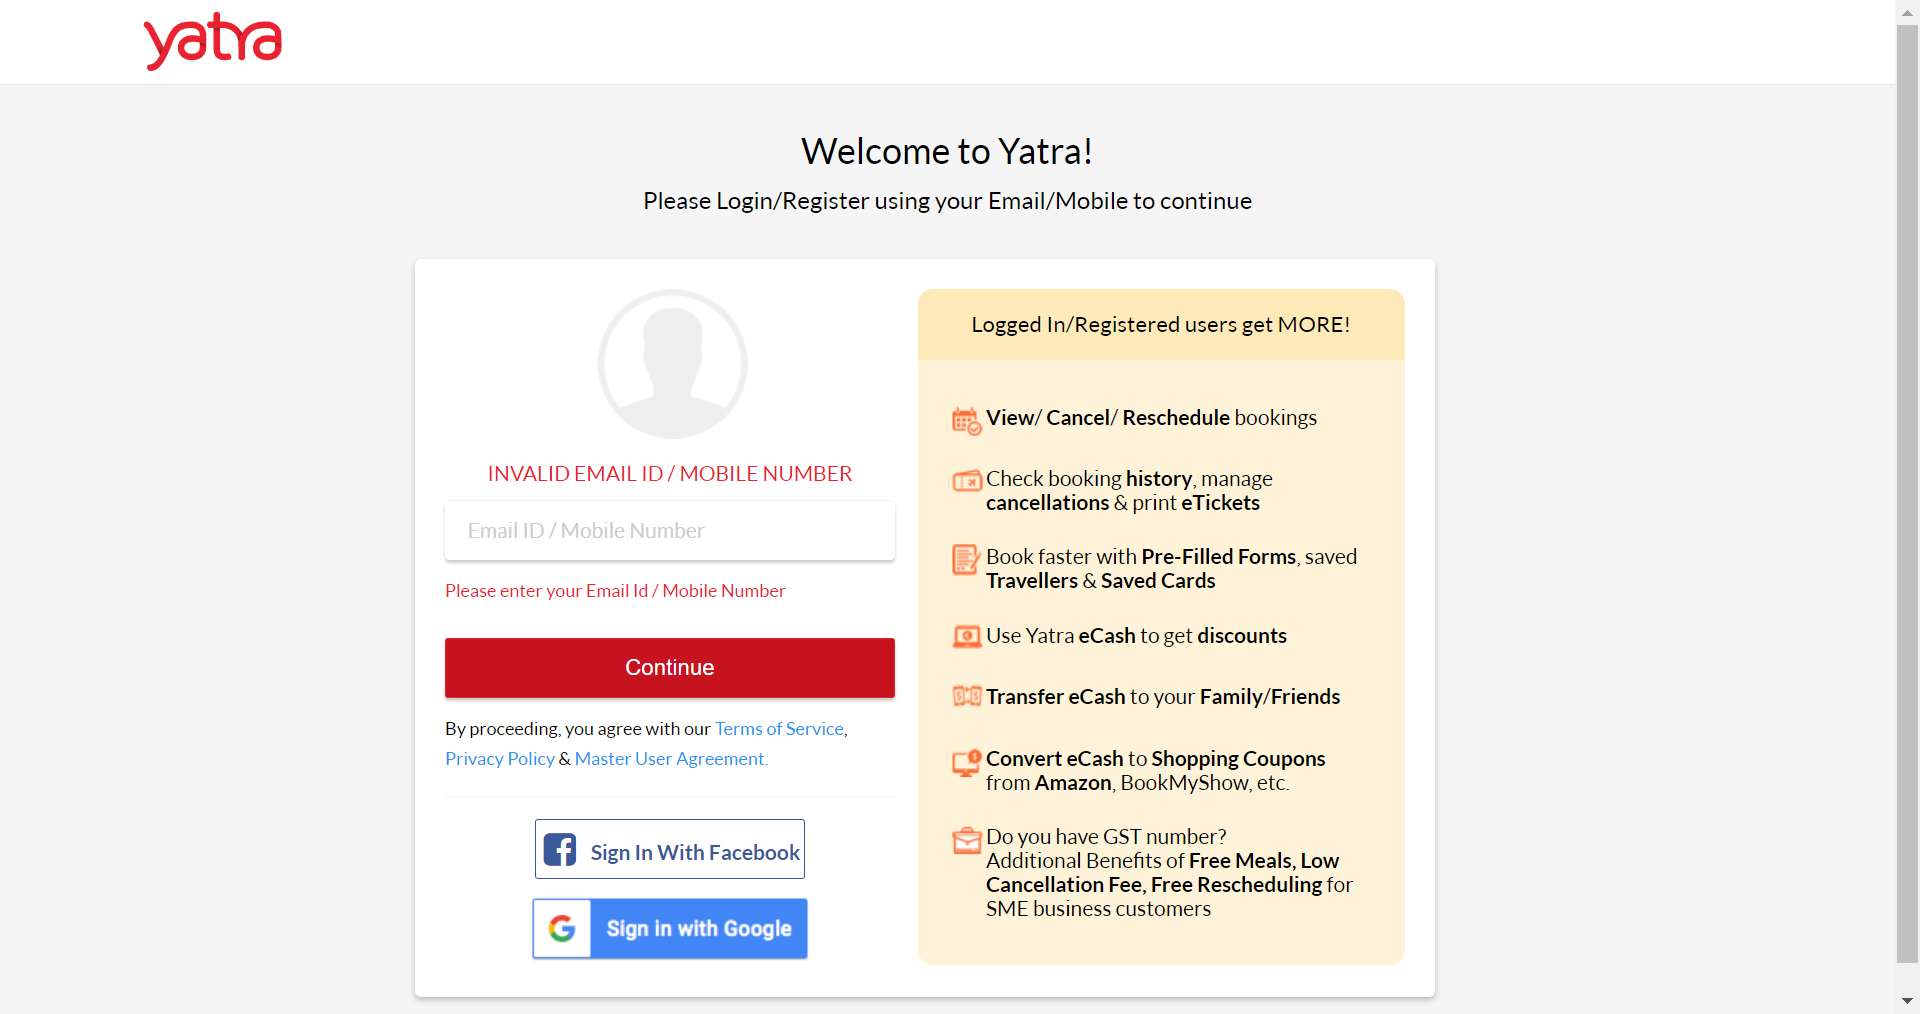 yatra
Welcome to Yatra!
Please Login/Register using your Email/Mobile to continue
INVALID EMAIL ID / MOBILE NUMBER
Email ID / Mobile Number
Please enter your Email Id / Mobile Number
Continue
By proceeding, you agree with our Terms of Service,
Privacy Policy & Master User Agreement.
Sign In With Facebook
Sign in with Google
Logged In/Registered users get MORE!
View/ Cancel/ Reschedule bookings
Check booking history, manage
cancellations & print eTickets
Book faster with Pre-Filled Forms, saved
Travellers & Saved Cards
Use Yatra eCash to get discounts
Transfer eCash to your Family/Friends
Convert eCash to Shopping Coupons
from Amazon, BookMyShow, etc.
Do you have GST number?
Additional Benefits of Free Meals, Low
Cancellation Fee, Free Rescheduling for
SME business customers